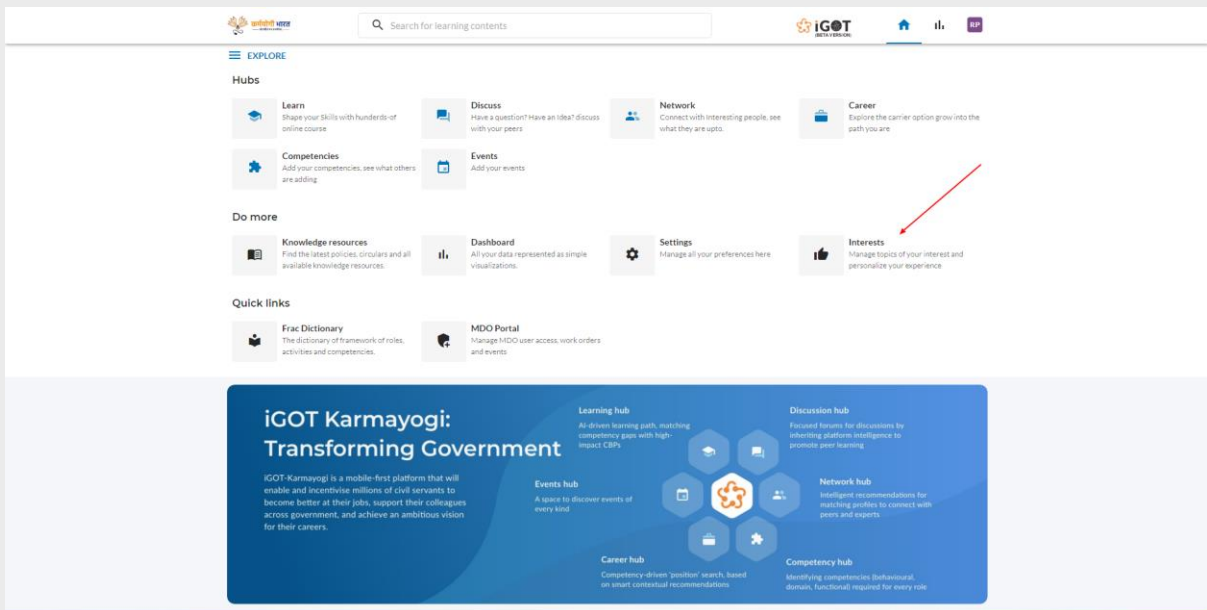 कर्मयोगी भारत
Search for learning contents
iGOT
(BETA VERSION)
RP
EXPLORE
Hubs
Learn
Shape your Skills with hunderds of
online course
Discuss
Have a question? Have an Idea? discuss
with your peers
Network
Connect with Interesting people, see
what they are upto.
Career
Explore the carrier option grow into the
path you are
Competencies
Add your competencies, see what others
are adding
Events
Add your events
Do more
Knowledge resources
Find the latest policies, circulars and all
available knowledge resources.
Dashboard
All your data represented as simple
visualizations.
Settings
Manage all your preferences here
Interests
Manage topics of your interest and
personalize your experience
Quick links
Frac Dictionary
The dictionary of framework of roles,
activities and competencies.
MDO Portal
Manage MDO user access, work orders
and events
iGOT Karmayogi:
Transforming Government
iGOT-Karmayogi is a mobile-first platform that will
enable and incentivise millions of civil servants to
become better at their jobs, support their colleagues
across government, and achieve an ambitious vision
for their careers.
Learning hub
AI-driven learning path, matching
competency gaps with high-
impact CBPs
Discussion hub
Focused forums for discussions by
inheriting platform intelligence to
promote peer learning
Events hub
A space to discover events of
every kind
Network hub
Intelligent recommendations for
matching profiles to connect with
peers and experts
Career hub
Competency-driven 'position' search, based
on smart contextual recommendations
Competency hub
Identifying competencies (behavioural,
domain, functional) required for every role